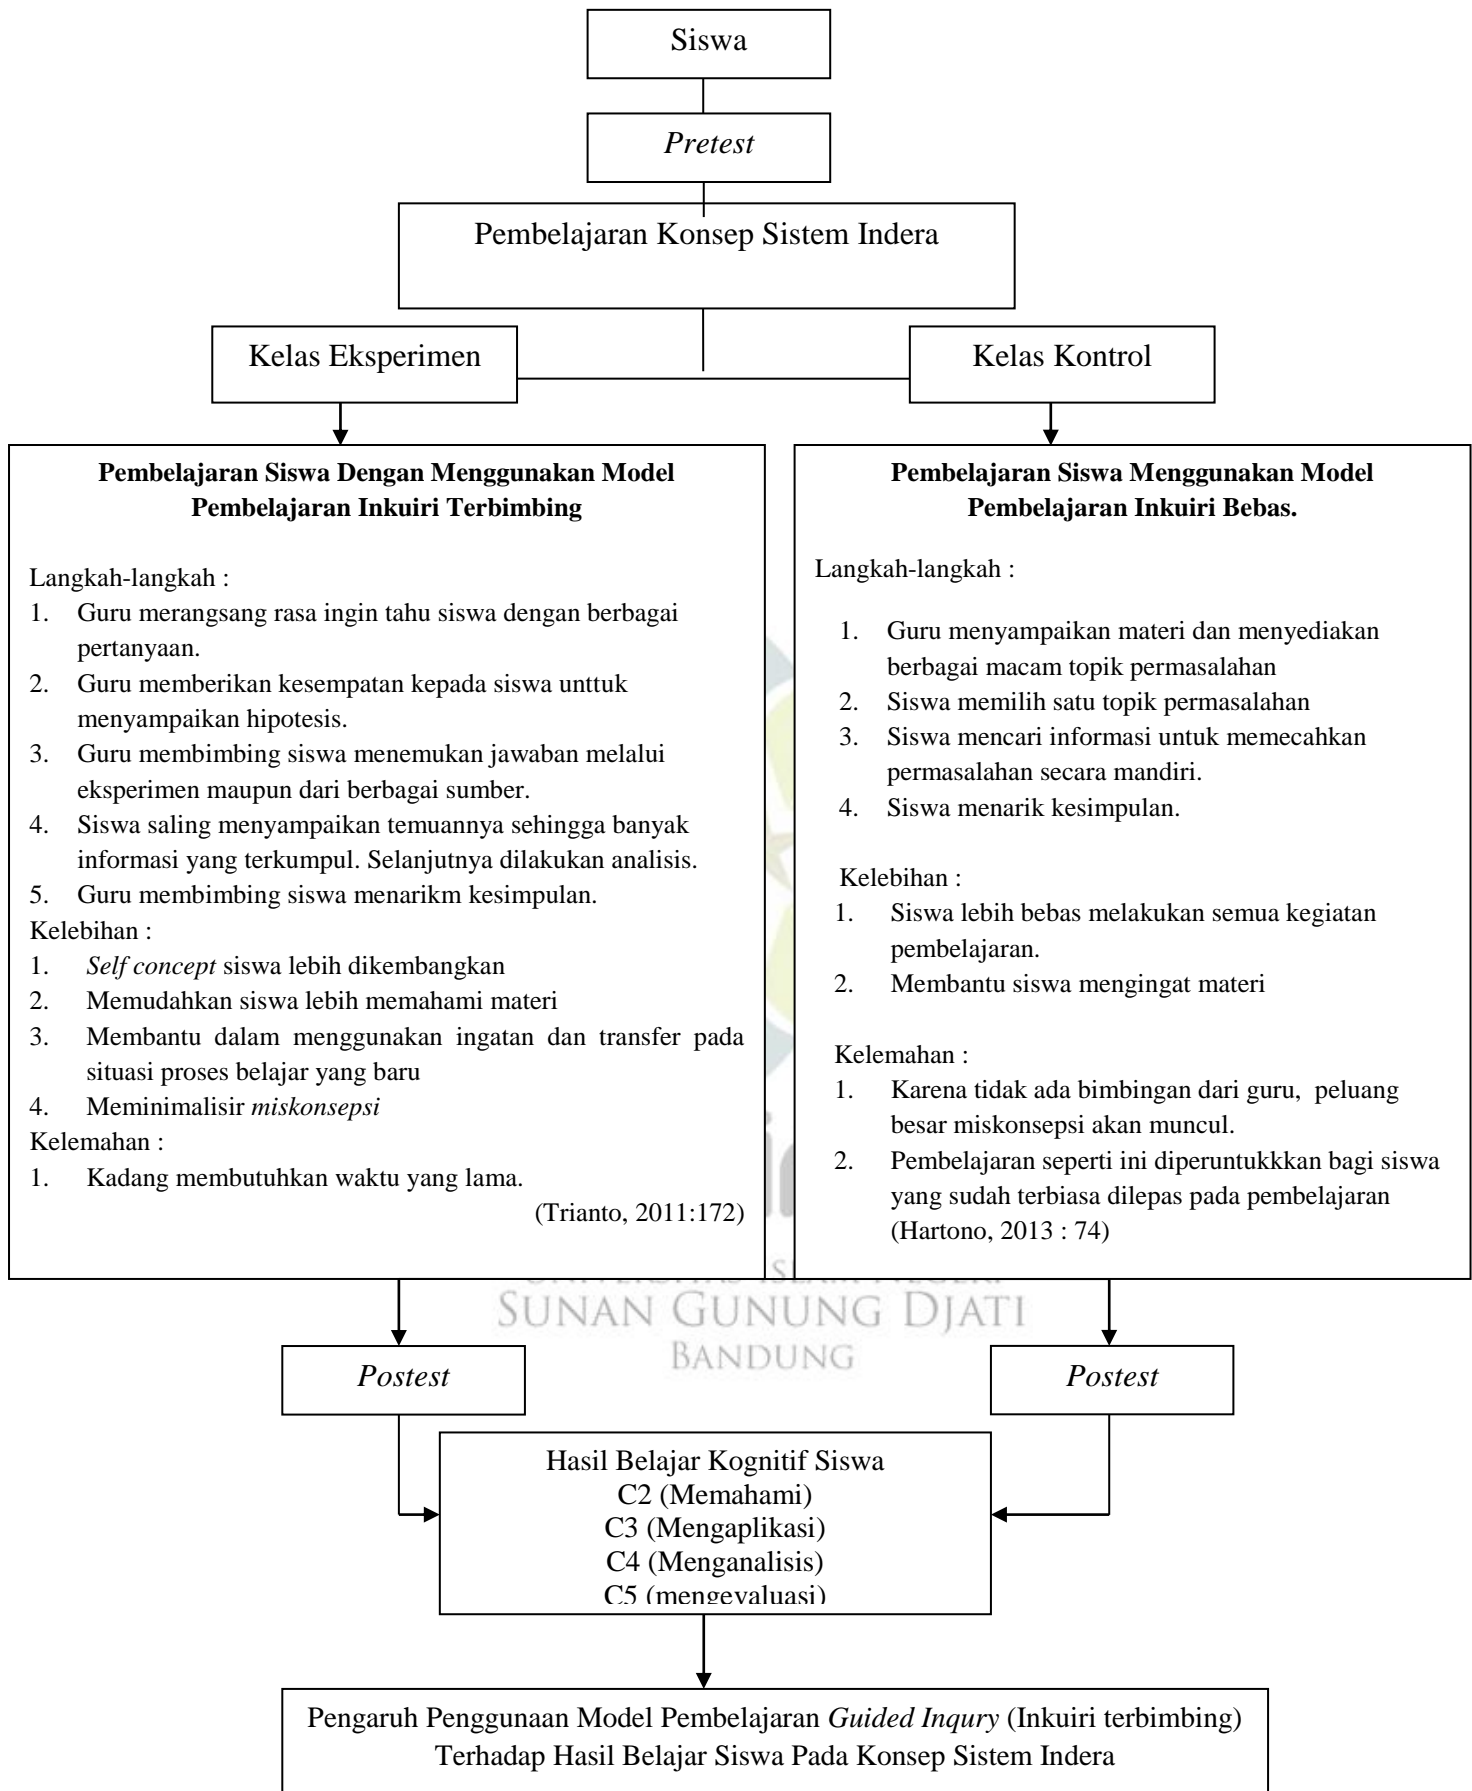 Siswa
Pretest
Pembelajaran Konsep Sistem Indera
Kelas Eksperimen
Kelas Kontrol
Pembelajaran Siswa Dengan Menggunakan Model
Pembelajaran Inkuiri Terbimbing
Langkah-langkah :
1. Guru merangsang rasa ingin tahu siswa dengan berbagai
pertanyaan.
2. Guru memberikan kesempatan kepada siswa unttuk
menyampaikan hipotesis.
3. Guru membimbing siswa menemukan jawaban melalui
eksperimen maupun dari berbagai sumber.
4. Siswa saling menyampaikan temuannya sehingga banyak
informasi yang terkumpul. Selanjutnya dilakukan analisis.
5. Guru membimbing siswa menarikm kesimpulan.
Kelebihan :
1. Self concept siswa lebih dikembangkan
2. Memudahkan siswa lebih memahami materi
3. Membantu dalam menggunakan ingatan dan transfer pada
situasi proses belajar yang baru
4. Meminimalisir miskonsepsi
Kelemahan :
1. Kadang membutuhkan waktu yang lama.
(Trianto, 2011:172)
Pembelajaran Siswa Menggunakan Model
Pembelajaran Inkuiri Bebas.
Langkah-langkah :
1. Guru menyampaikan materi dan menyediakan
berbagai macam topik permasalahan
2. Siswa memilih satu topik permasalahan
3. Siswa mencari informasi untuk memecahkan
permasalahan secara mandiri.
4. Siswa menarik kesimpulan.
Kelebihan :
1. Siswa lebih bebas melakukan semua kegiatan
pembelajaran.
2. Membantu siswa mengingat materi
Kelemahan :
1. Karena tidak ada bimbingan dari guru, peluang
besar miskonsepsi akan muncul.
2. Pembelajaran seperti ini diperuntukkkan bagi siswa
yang sudah terbiasa dilepas pada pembelajaran
(Hartono, 2013 : 74)
SUNAN GUNUNG DJATI
BANDUNG
Postest
Postest
Hasil Belajar Kognitif Siswa
C2 (Memahami)
C3 (Mengaplikasi)
C4 (Menganalisis)
C5 (mengevaluasi)
Pengaruh Penggunaan Model Pembelajaran Guided Inqury (Inkuiri terbimbing)
Terhadap Hasil Belajar Siswa Pada Konsep Sistem Indera